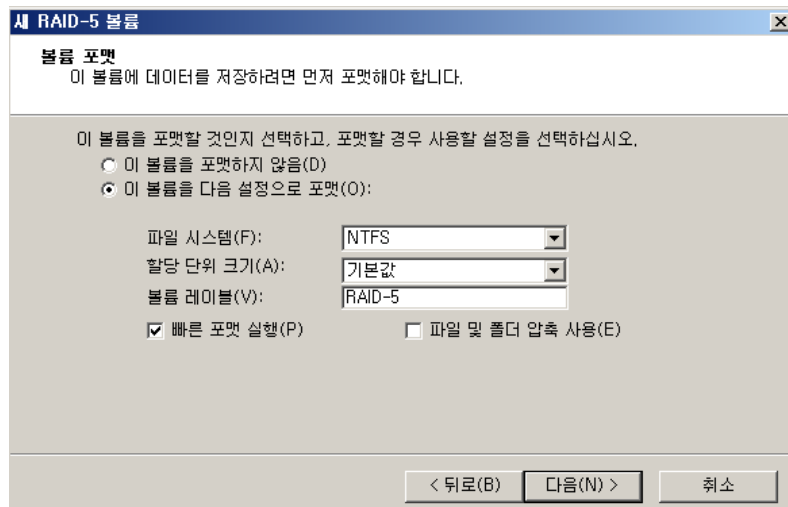 새 RAID-5 볼륨
볼륨 포맷
이 볼륨에 데이터를 저장하려면 먼저 포맷해야 합니다.
이 볼륨을 포맷할 것인지 선택하고, 포맷할 경우 사용할 설정을 선택하십시오.
이 볼륨을 포맷하지 않음(D)
이 볼륨을 다음 설정으로 포맷(O):
파일 시스템(F): NTFS
할당 단위 크기(A): 기본값
볼륨 레이블(V): RAID-5
빠른 포맷 실행(P) 파일 및 폴더 압축 사용(E)
< 뒤로(B) 다음(N) > 취소